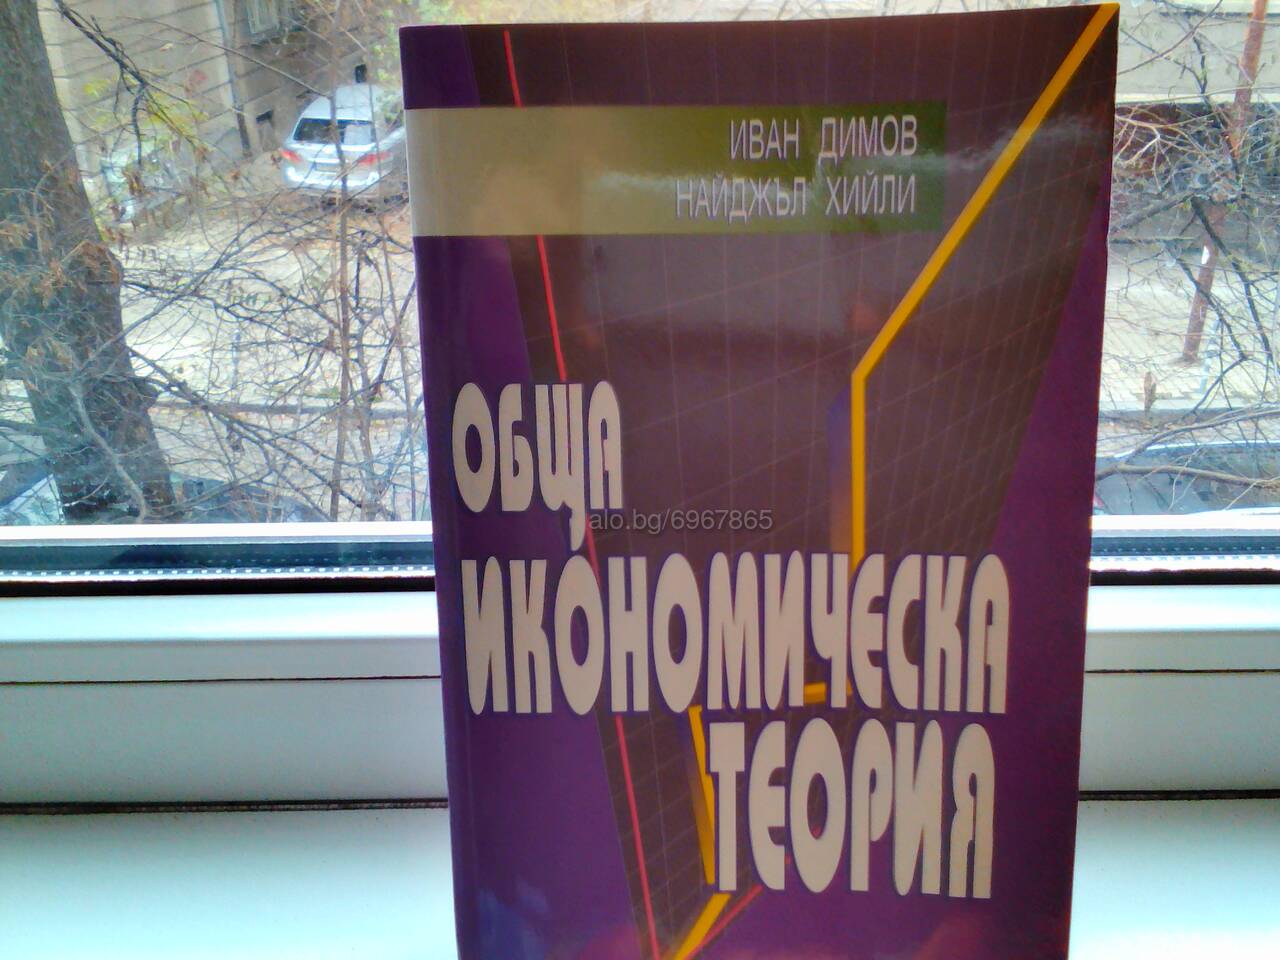 ИВАН ДИМОВ
НАЙДЖЪЛ ХИЙЛИ
ОБЩА
alo.bg/6967865
ИКОНОМИЧЕСКА
ТЕОРИЯ